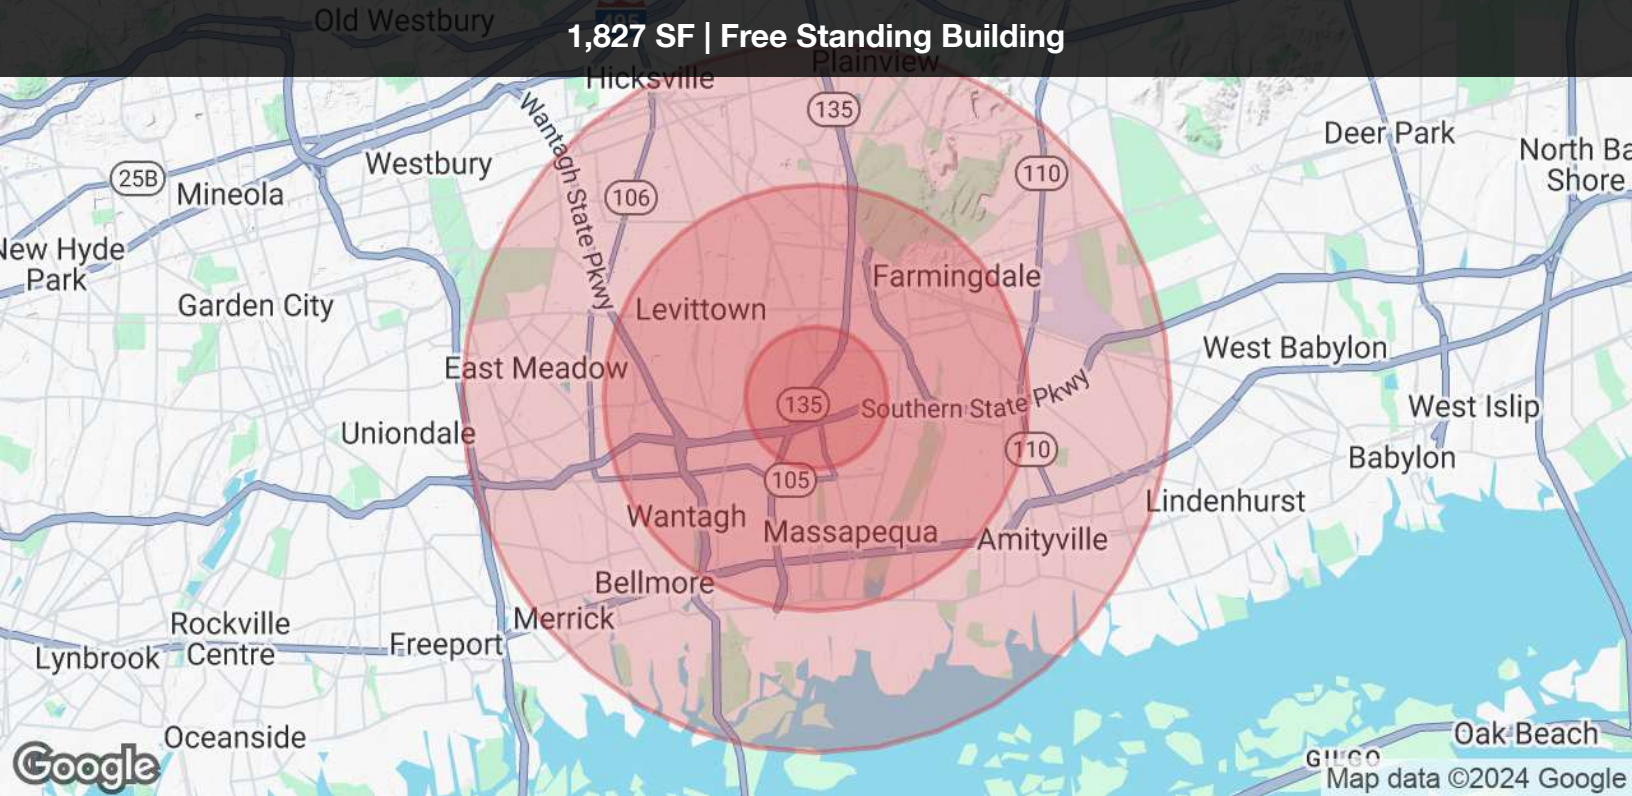 Old Westbury
495
1,827 SF | Free Standing Building
Plainview
Hicksville
135
Wantagh State Pkwy
Deer Park
North Ba
Shore
Westbury
25B
Mineola
106
110
New Hyde
Park
Garden City
Farmingdale
Levittown
East Meadow
West Babylon
135
Southern State Pkwy
West Islip
Uniondale
110
Babylon
105
Lindenhurst
Wantagh
Massapequa
Amityville
Bellmore
Merrick
Rockville
Centre
Freeport
Lynbrook
Oceanside
Oak Beach
GILGO
Google
Map data ©2024 Google